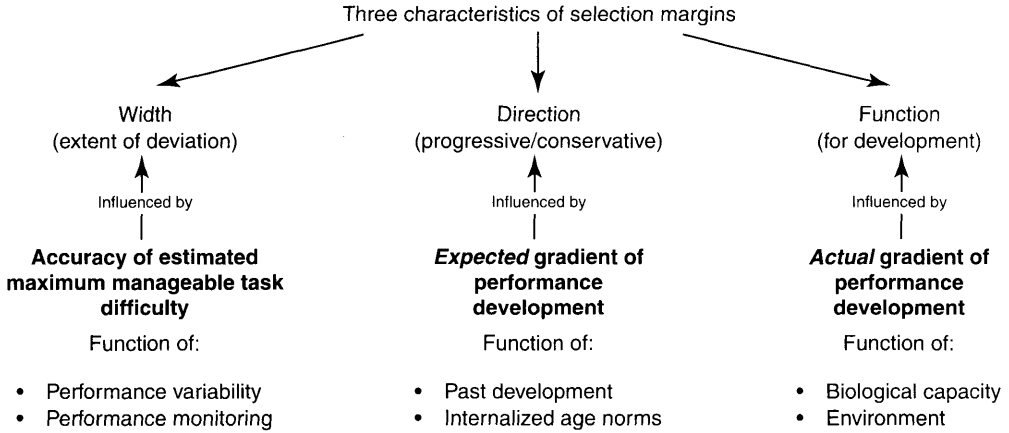 Three characteristics of selection margins
Width
(extent of deviation)
Influenced by
Accuracy of estimated
maximum manageable task
difficulty
Function of:
• Performance variability
• Performance monitoring
Direction
(progressive/conservative)
Influenced by
Expected gradient of
performance
development
Function of:
• Past development
• Internalized age norms
Function
(for development)
Influenced by
Actual gradient of
performance
development
Function of:
• Biological capacity
• Environment